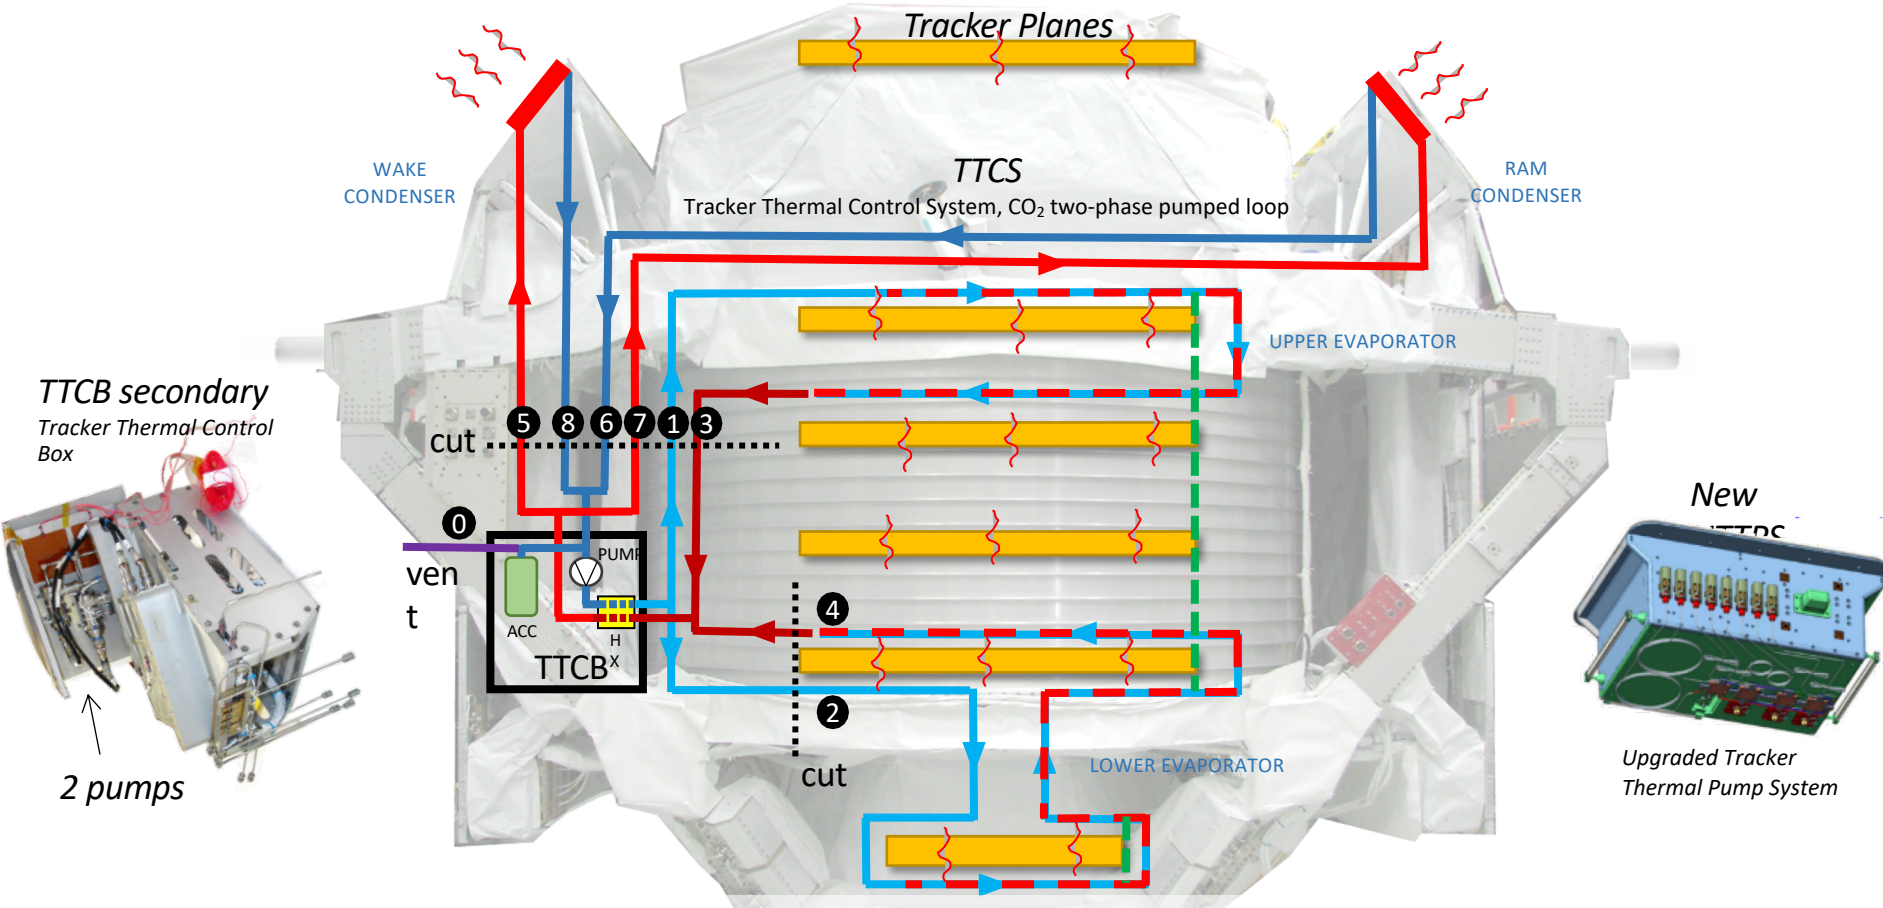 Tracker Planes
WAKE
CONDENSER
TTCS
Tracker Thermal Control System, CO₂ two-phase pumped loop
RAM
CONDENSER
UPPER EVAPORATOR
TTCB secondary
Tracker Thermal Control
Box
cut
5
8
6
7
1
3
0
ven
t
PUMP
ACC
H
X
TTCB
4
2
cut
LOWER EVAPORATOR
2 pumps
New
Upgraded Tracker
Thermal Pump System